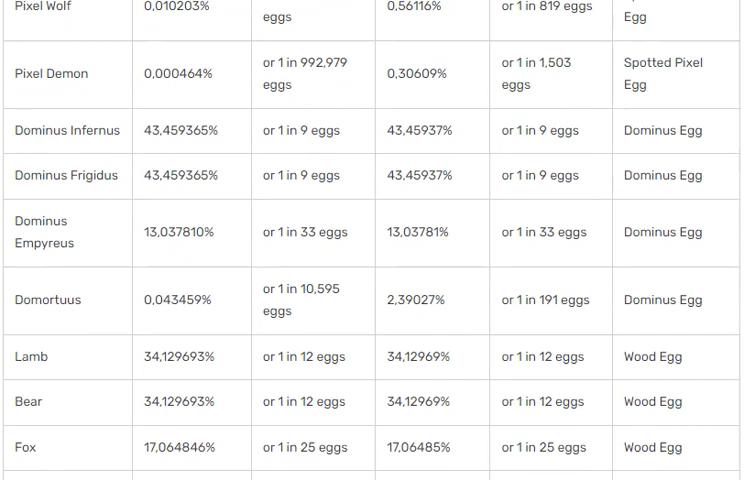 Pixel Wolf 0,010203% eggs 0,56116% or 1 in 819 eggs Egg
Pixel Demon 0,000464% or 1 in 992,979 eggs 0,30609% or 1 in 1,503 eggs Spotted Pixel Egg
Dominus Infernus 43,459365% or 1 in 9 eggs 43,45937% or 1 in 9 eggs Dominus Egg
Dominus Frigidus 43,459365% or 1 in 9 eggs 43,45937% or 1 in 9 eggs Dominus Egg
Dominus Empyreus 13,037810% or 1 in 33 eggs 13,03781% or 1 in 33 eggs Dominus Egg
Domortuus 0,043459% or 1 in 10,595 eggs 2,39027% or 1 in 191 eggs Dominus Egg
Lamb 34,129693% or 1 in 12 eggs 34,12969% or 1 in 12 eggs Wood Egg
Bear 34,129693% or 1 in 12 eggs 34,12969% or 1 in 12 eggs Wood Egg
Fox 17,064846% or 1 in 25 eggs 17,06485% or 1 in 25 eggs Wood Egg